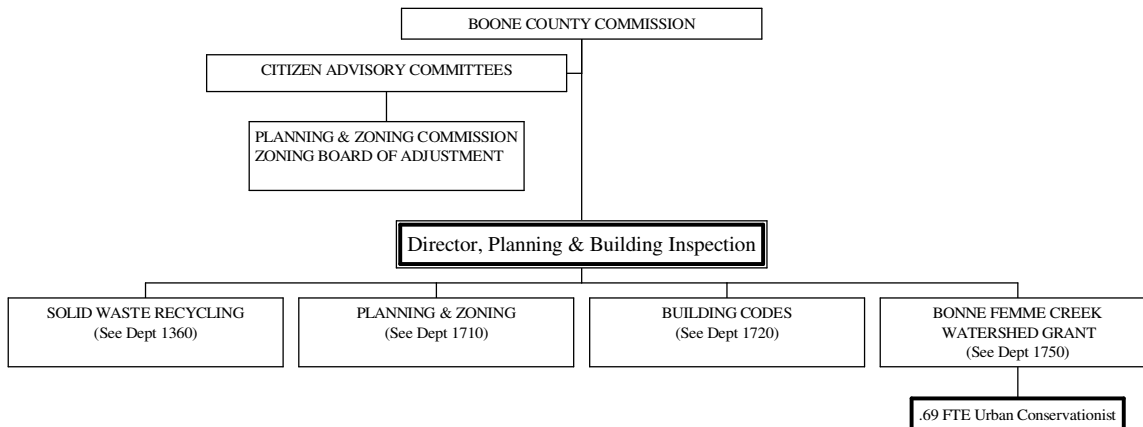 BOONE COUNTY COMMISSION
CITIZEN ADVISORY COMMITTEES
PLANNING & ZONING COMMISSION
ZONING BOARD OF ADJUSTMENT
Director, Planning & Building Inspection
SOLID WASTE RECYCLING
(See Dept 1360)
PLANNING & ZONING
(See Dept 1710)
BUILDING CODES
(See Dept 1720)
BONNE FEMME CREEK
WATERSHED GRANT
(See Dept 1750)
.69 FTE Urban Conservationist